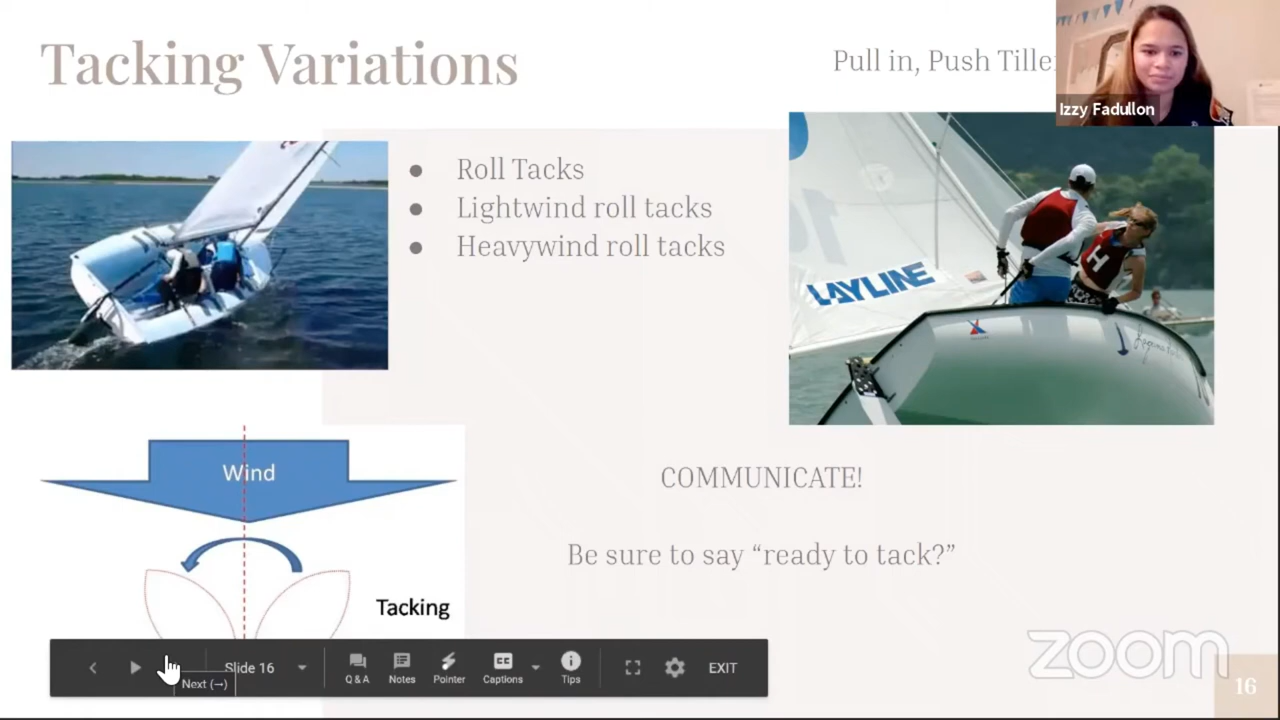 Tacking Variations
Pull in, Push
Izzy Fadullon
Roll Tacks
Lightwind roll tacks
Heavywind roll tacks
LAYLINE
H
Wind
Tacking
COMMUNICATE!
Be sure to say “ready to tack?”
Slide 16
Q & A
Notes
Pointer
Captions
Tips
EXIT
Next (→)
zoom
16